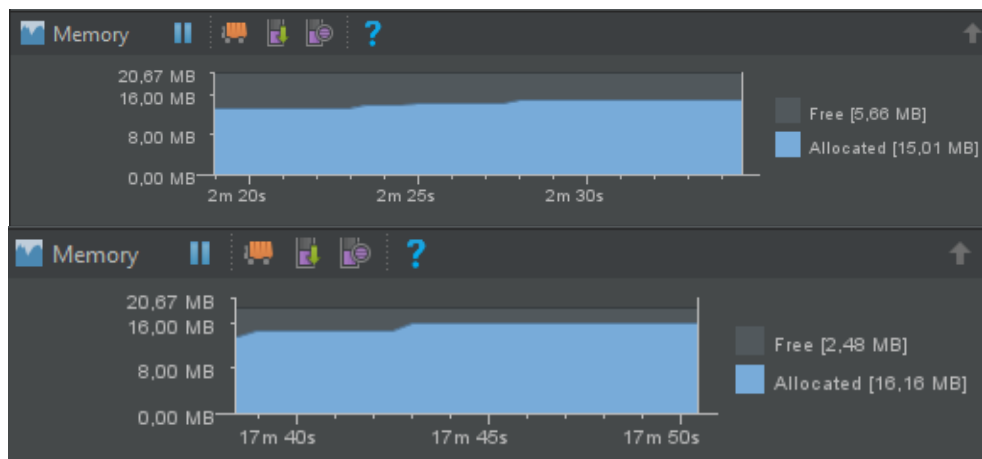 Memory ?
20,67 MB
16,00 MB
8,00 MB
0,00 MB
Free [5,66 MB]
Allocated [15,01 MB]
2m 20s 2m 25s 2m 30s
Memory ?
20,67 MB
16,00 MB
8,00 MB
0,00 MB
Free [2,48 MB]
Allocated [16,16 MB]
17m 40s 17m 45s 17m 50s